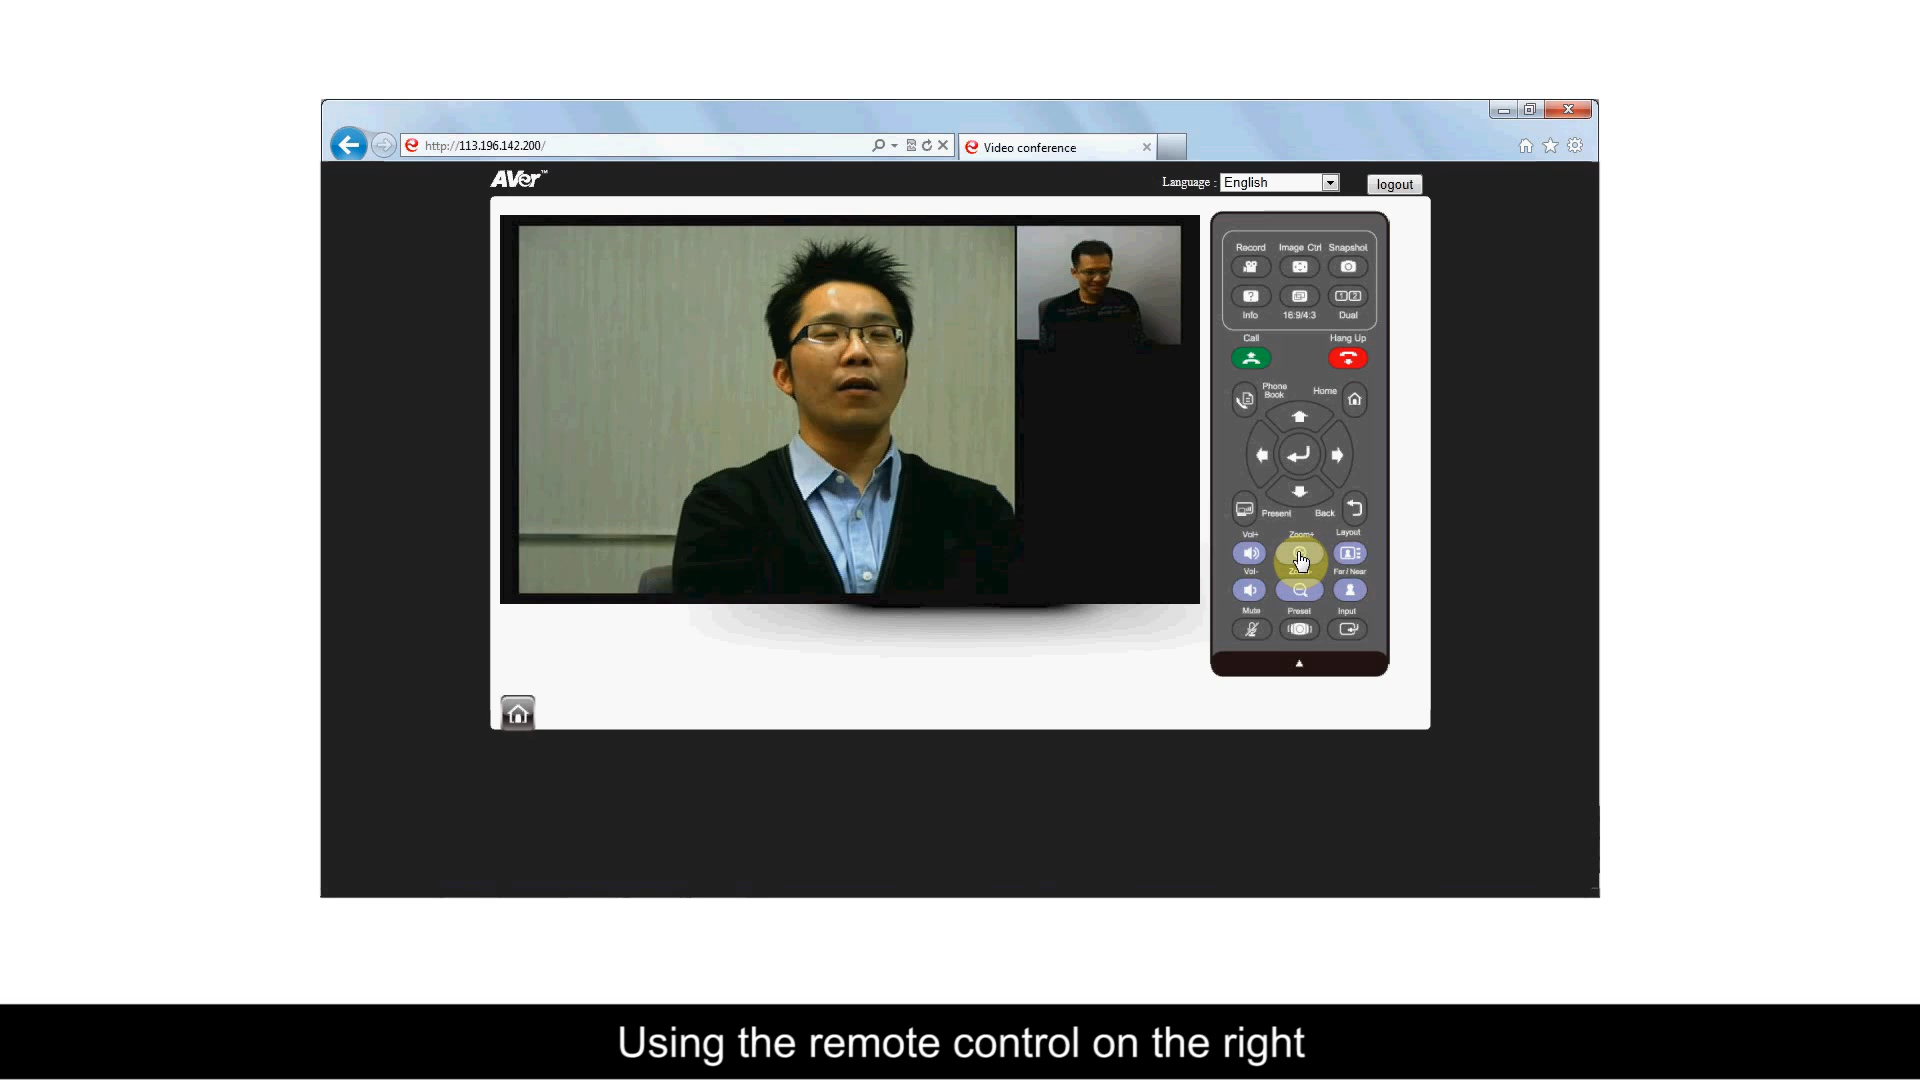 http://113.196.142.200/
Video conference
AVer™
Language : English
logout
Record Image Ctrl Snapshot
Info 16:9/4:3 Dual
Call Hang Up
Phone Book Home
Present Back
Vol+ Zoom+ Layout
Vol- Far / Near
Mute Preset Input
Using the remote control on the right